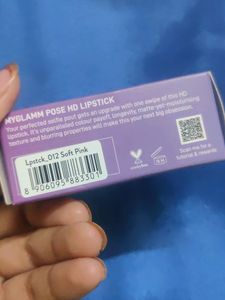 MYGLAMM POSE HD LIPSTICK
Your perfected selfie pout gets an upgrade with one swipe of this HD
lipstick. It's unparalleled colour payoff, longevity, matte-yet-moisturising
texture and blurring properties will make this your next big obsession.
Lpstck_012 Soft Pink
8 906095 883301
Scan me for a
tutorial & rewards